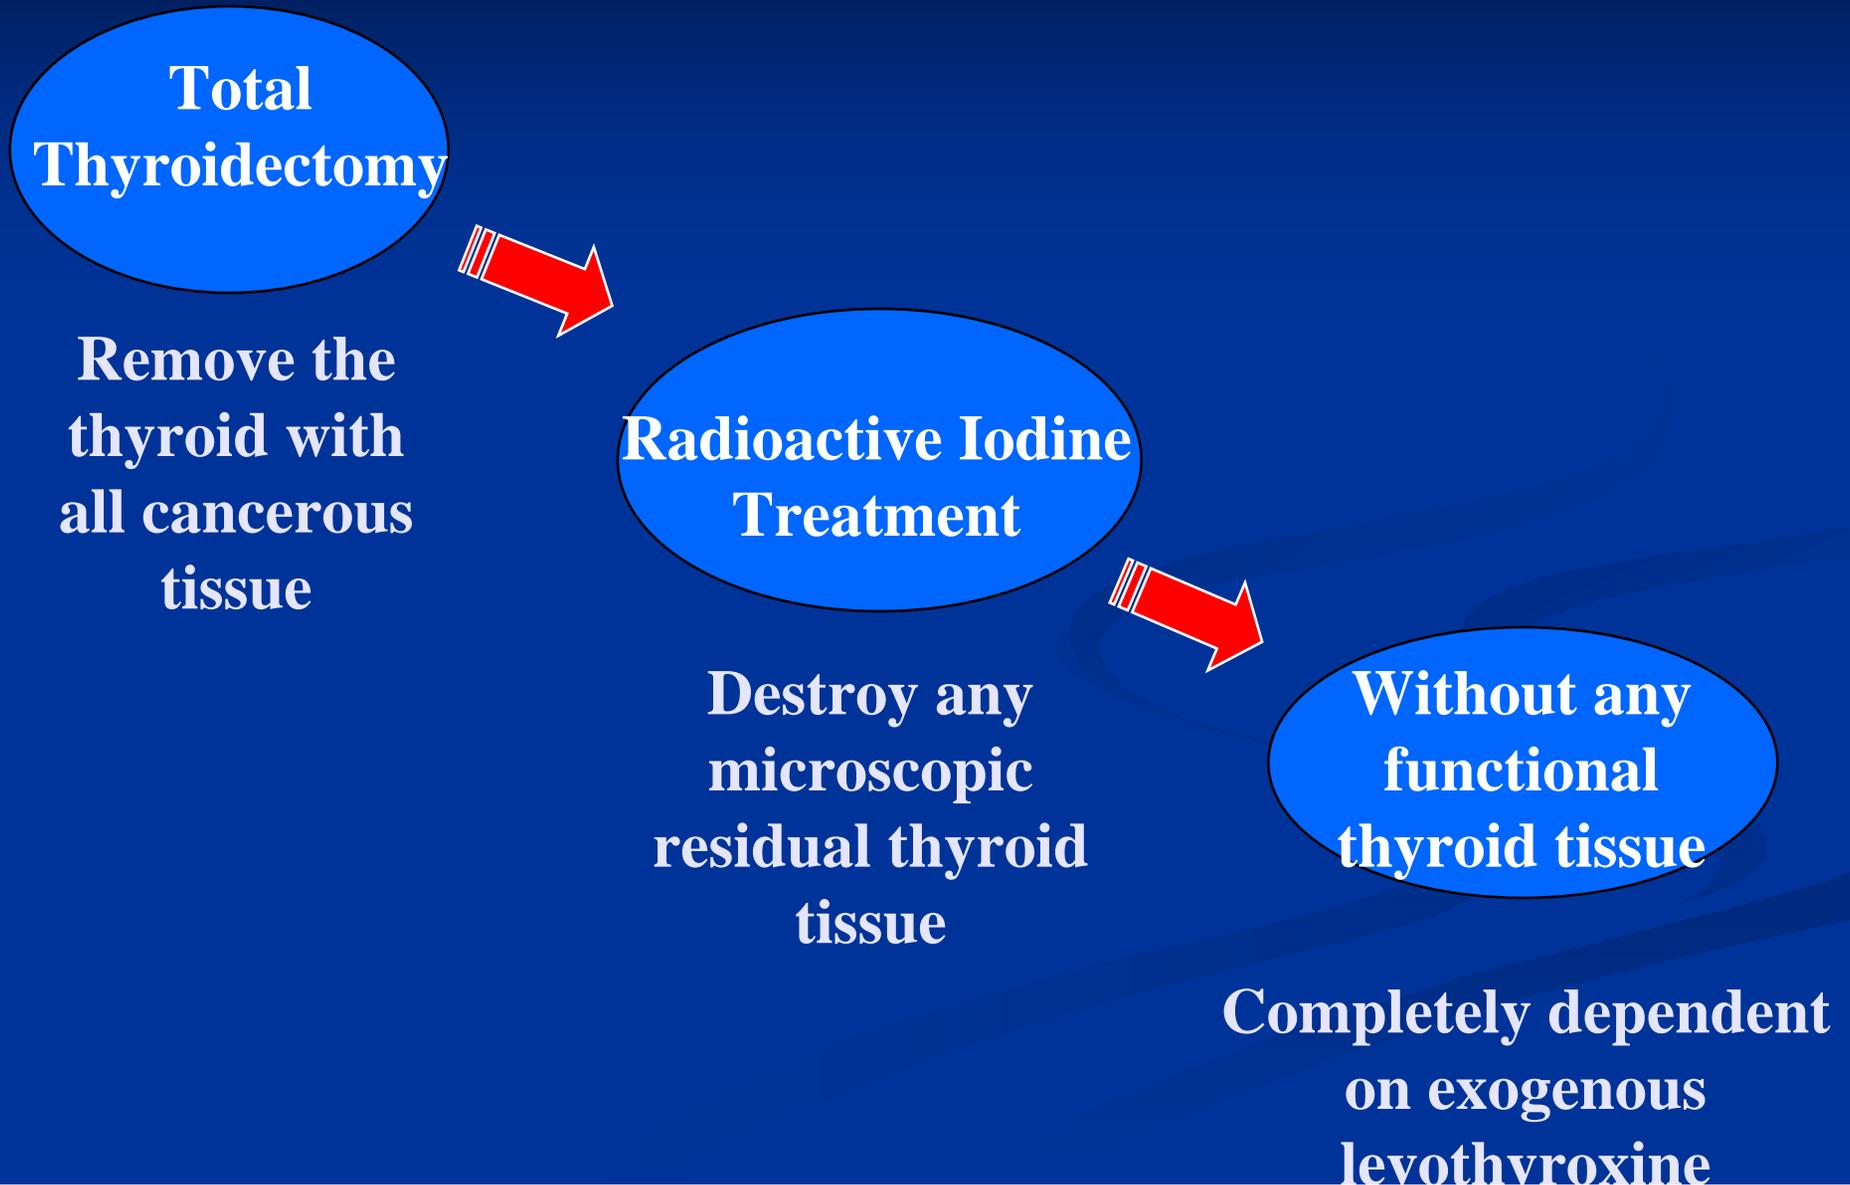 Total
Thyroidectomy
Remove the
thyroid with
all cancerous
tissue
Radioactive Iodine
Treatment
Destroy any
microscopic
residual thyroid
tissue
Without any
functional
thyroid tissue
Completely dependent
on exogenous
levothyroxine